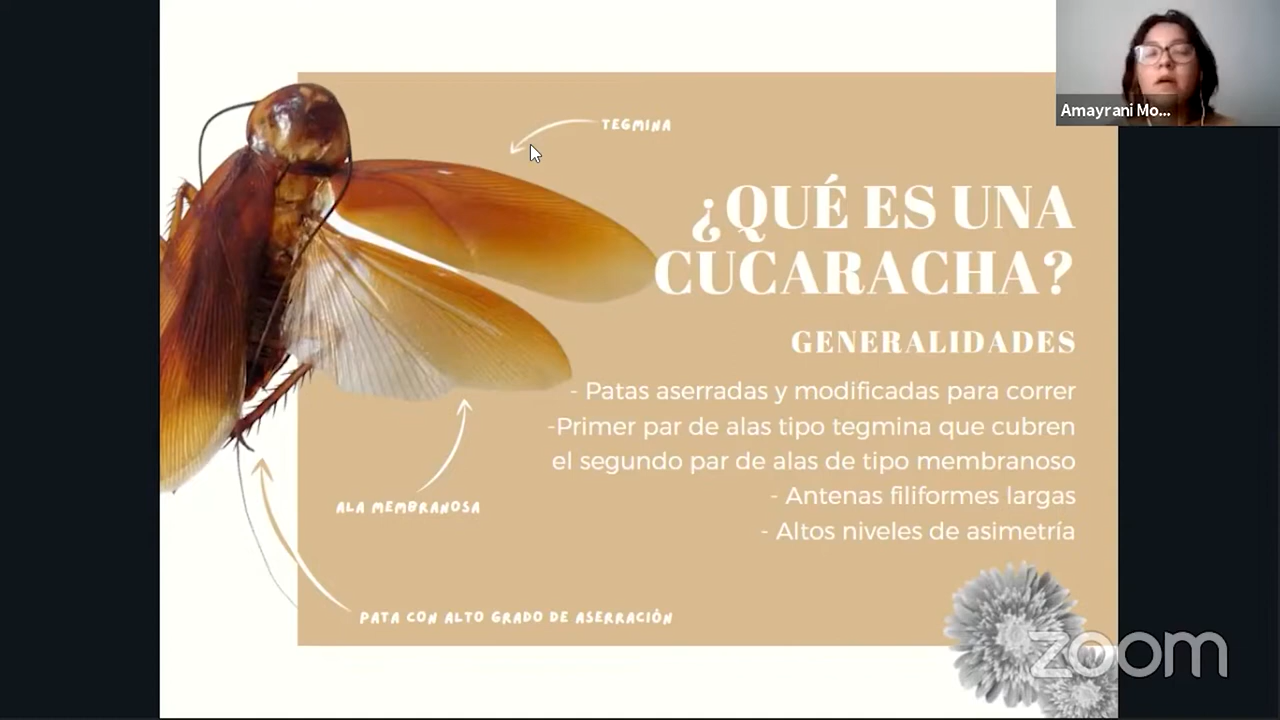 Amayrani Mo...
TEGMINA
¿QUÉ ES UNA
CUCARACHA?
GENERALIDADES
- Patas aserradas y modificadas para correr
-Primer par de alas tipo tegmina que cubren
el segundo par de alas de tipo membranoso
- Antenas filiformes largas
- Altos niveles de asimetría
ALA MEMBRANOSA
PATA CON ALTO GRADO DE ASERRACIÓN
zoom